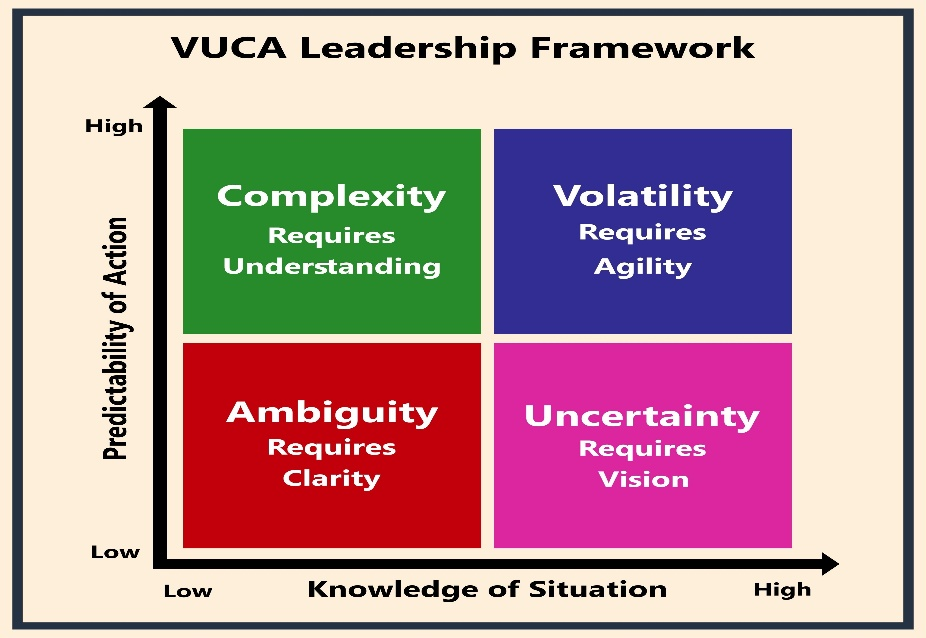 VUCA Leadership Framework
High
Predictability of Action
Complexity
Requires
Understanding
Volatility
Requires
Agility
Ambiguity
Requires
Clarity
Uncertainty
Requires
Vision
Low
Low
Knowledge of Situation
High